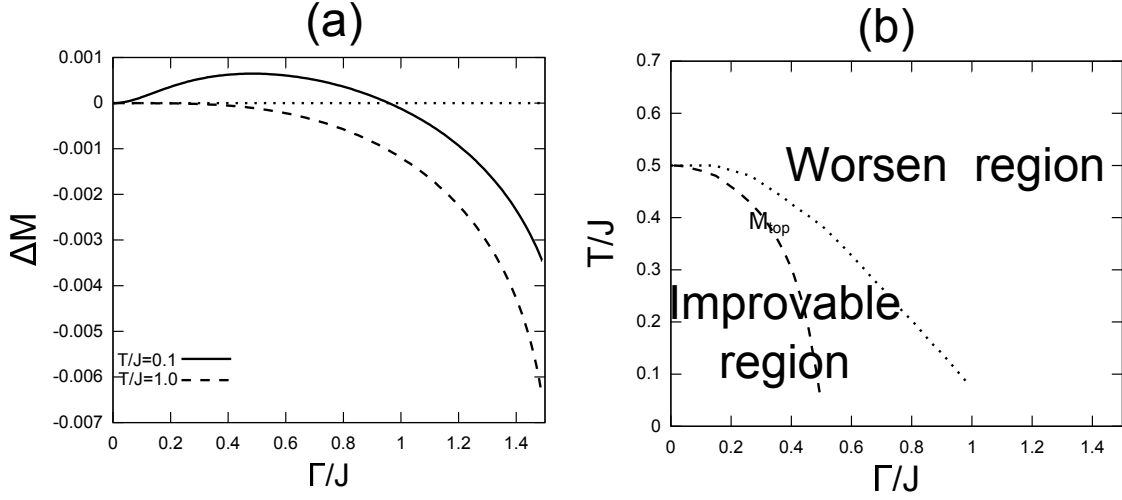 (a)
0.001
0
-0.001
-0.002
-0.003
-0.004
-0.005
-0.006
-0.007
ΔM
T/J=0.1
T/J=1.0
0 0.2 0.4 0.6 0.8 1 1.2 1.4
Γ/J
(b)
0.7
0.6
0.5
0.4
0.3
0.2
0.1
0
T/J
Worsen region
Mtop
Improvable
region
0 0.2 0.4 0.6 0.8 1 1.2 1.4
Γ/J